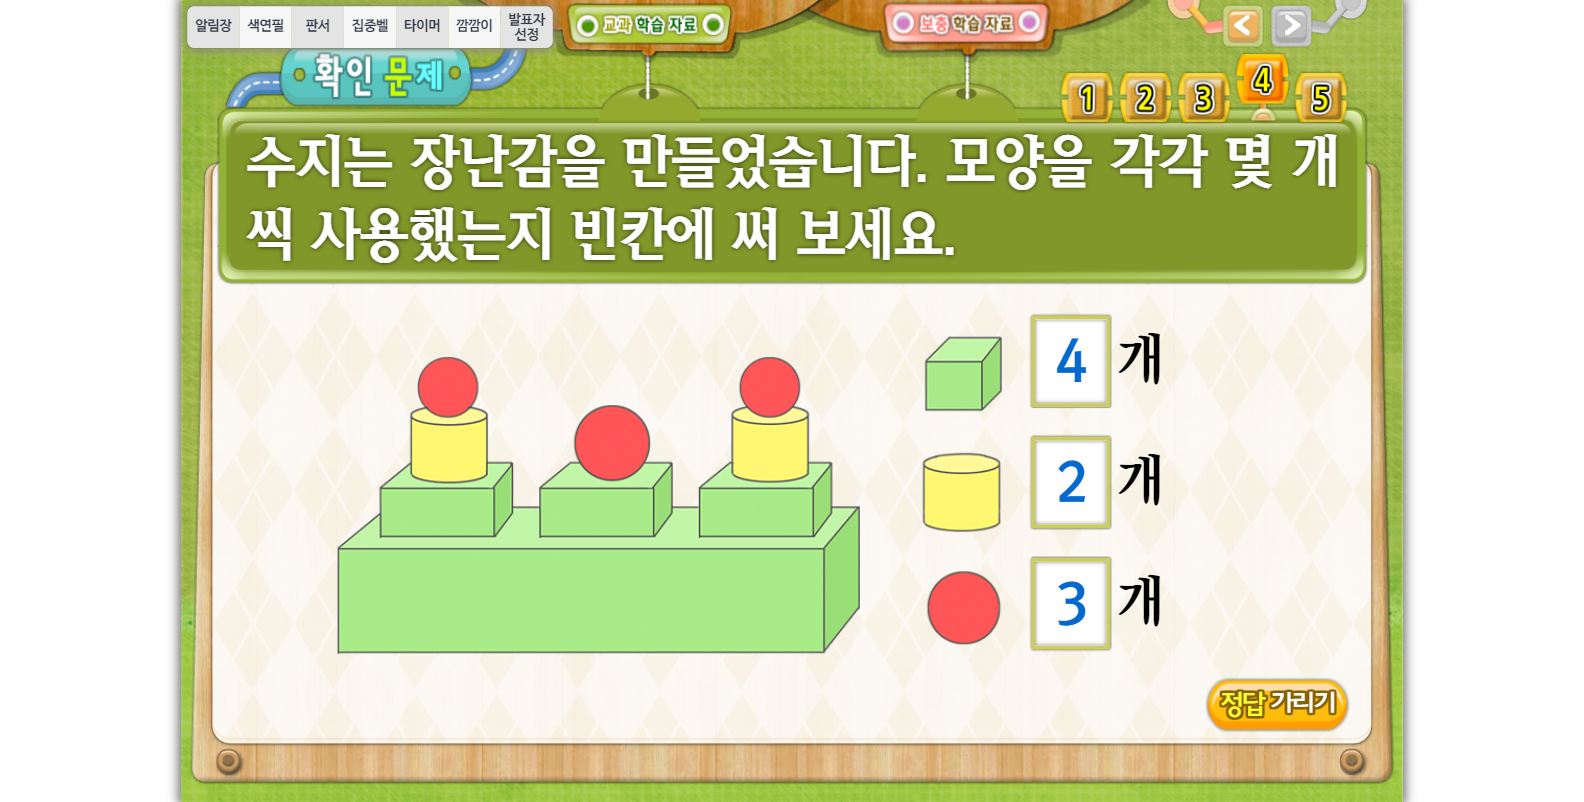 알림장 색연필 판서 집중벨 타이머 깜깜이 발표자
선정
교과 학습 자료
보충 학습 자료
확인 문제
1 2 3 4 5
수지는 장난감을 만들었습니다. 모양을 각각 몇 개
씩 사용했는지 빈칸에 써 보세요.
4 개
2 개
3 개
정답 가리기